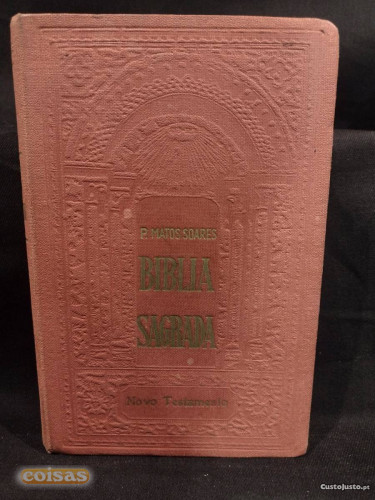 P. MATOS SOARES
BIBLIA
SAGRADA
Novo Testamento
coisas
CustoJusto.pt